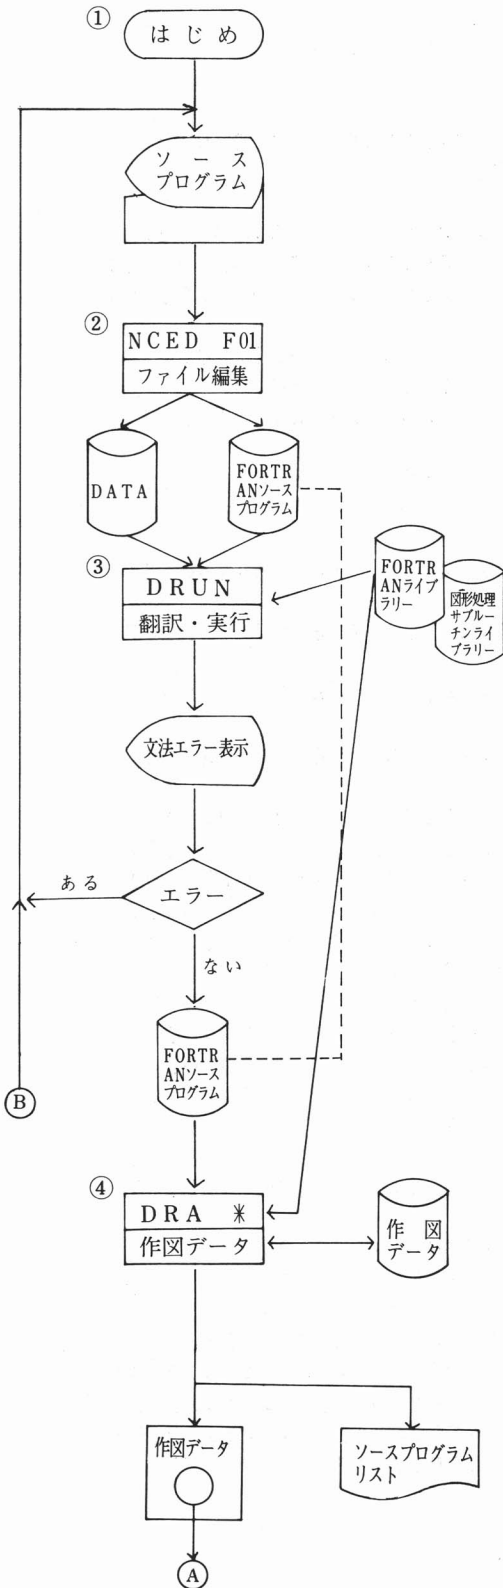 ①
はじめ
ソース
プログラム
②
NCED F01
ファイル編集
DATA
FORTR
ANソース
プログラム
③
DRUN
翻訳・実行
FORTR
ANライブ
ラリー
図形処理
サブルー
チンライ
ブラリー
文法エラー表示
ある
エラー
ない
FORTR
ANソース
プログラム
B
④
DRA *
作図データ
作図
データ
作図データ
ソースプログラム
リスト
A